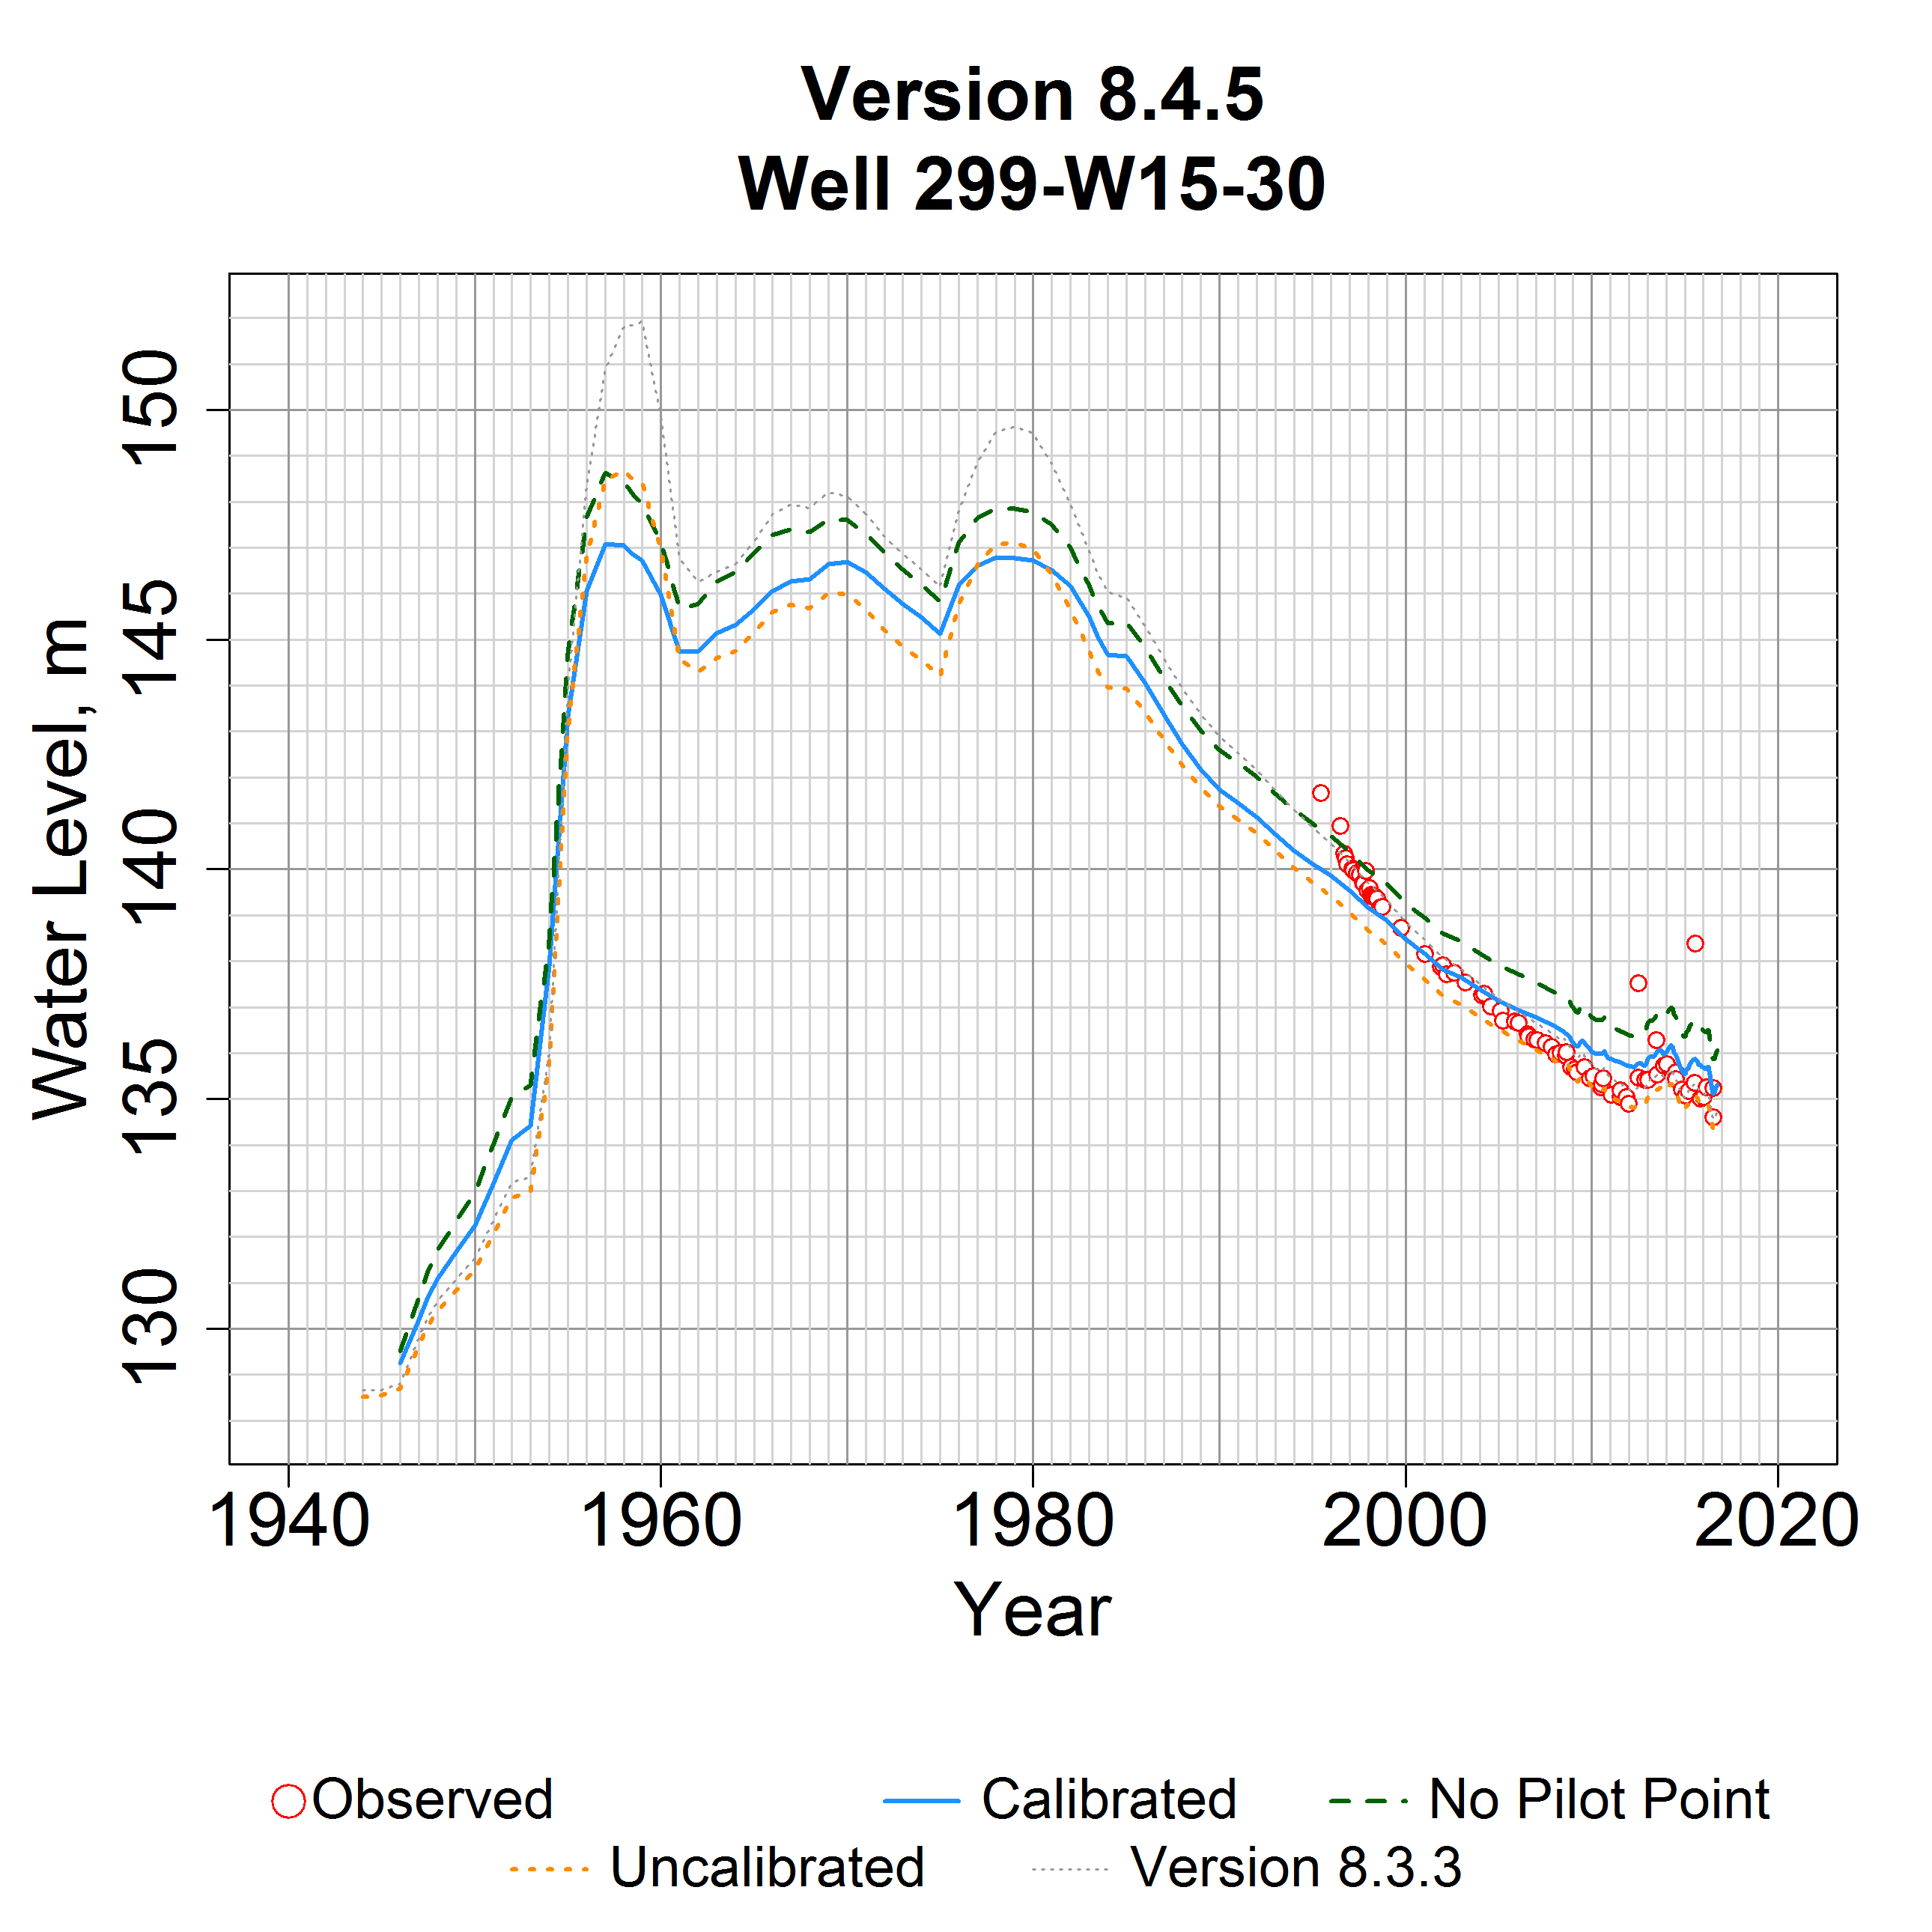 Version 8.4.5
Well 299-W15-30
Water Level, m
150
145
140
135
130
1940 1960 1980 2000 2020
Year
Observed Calibrated No Pilot Point
Uncalibrated Version 8.3.3